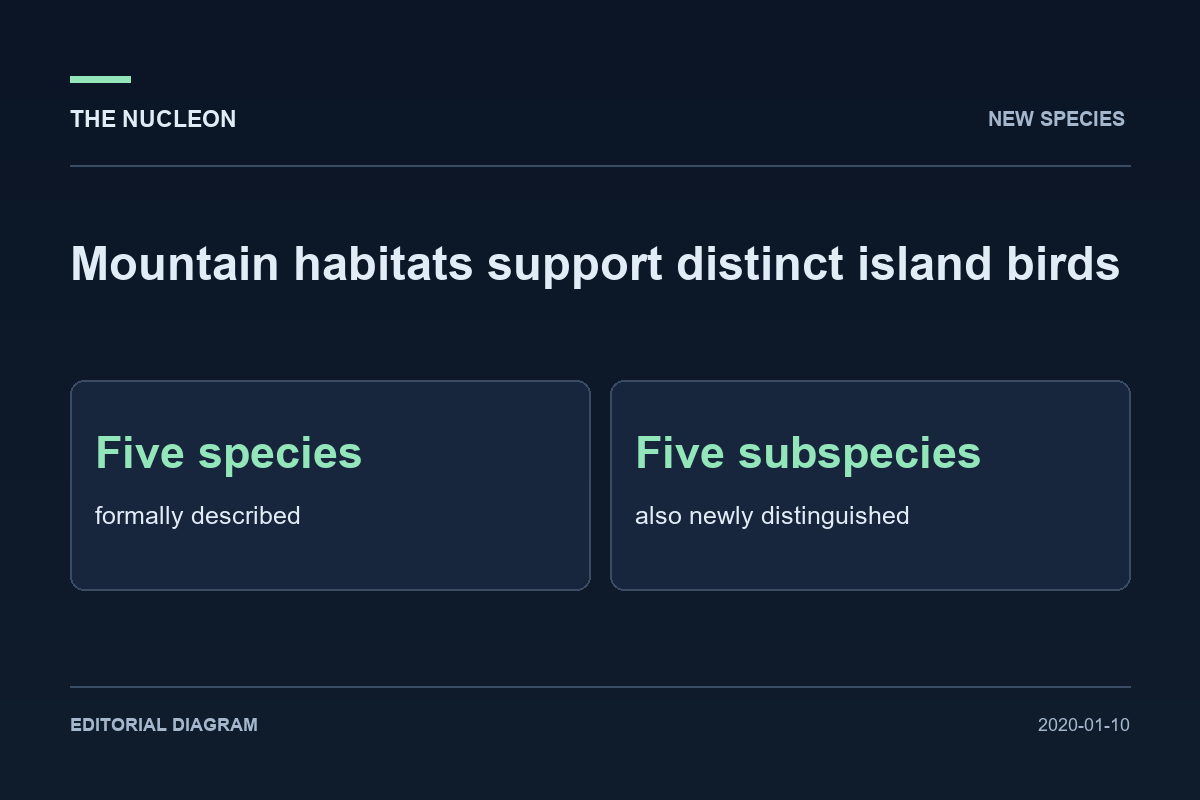 THE NUCLEON
NEW SPECIES
Mountain habitats support distinct island birds
Five species
formally described
Five subspecies
also newly distinguished
EDITORIAL DIAGRAM
2020-01-10